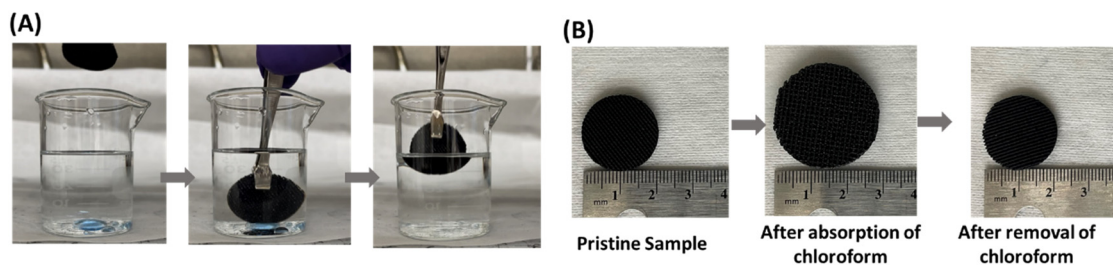 (A)
(B)
mm 1 2 3 4
mm 1 2 3 4
mm 1 2 3 4
Pristine Sample
After absorption of
chloroform
After removal of
chloroform